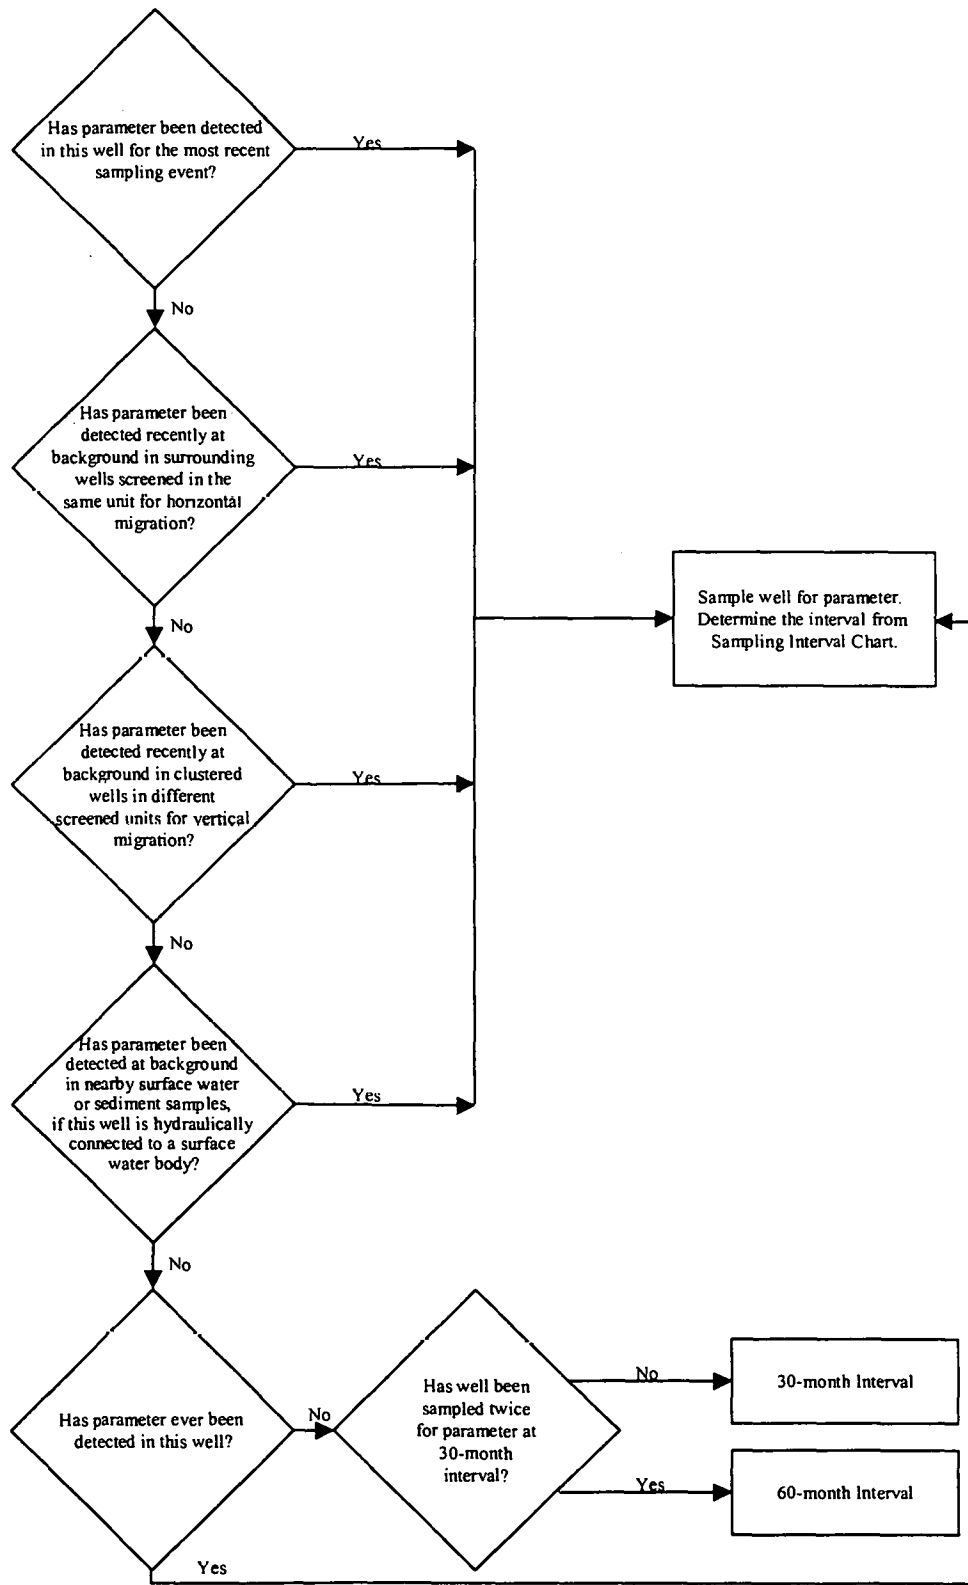 Has parameter been detected
in this well for the most recent
sampling event?
Yes
No
Has parameter been
detected recently at
background in surrounding
wells screened in the
same unit for horizontal
migration?
Yes
Sample well for parameter.
Determine the interval from
Sampling Interval Chart.
No
Has parameter been
detected recently at
background in clustered
wells in different
screened units for vertical
migration?
Yes
No
Has parameter been
detected at background
in nearby surface water
or sediment samples,
if this well is hydraulically
connected to a surface
water body?
Yes
No
Has parameter ever been
detected in this well?
No
Has well been
sampled twice
for parameter at
30-month
interval?
No
30-month Interval
Yes
60-month Interval
Yes